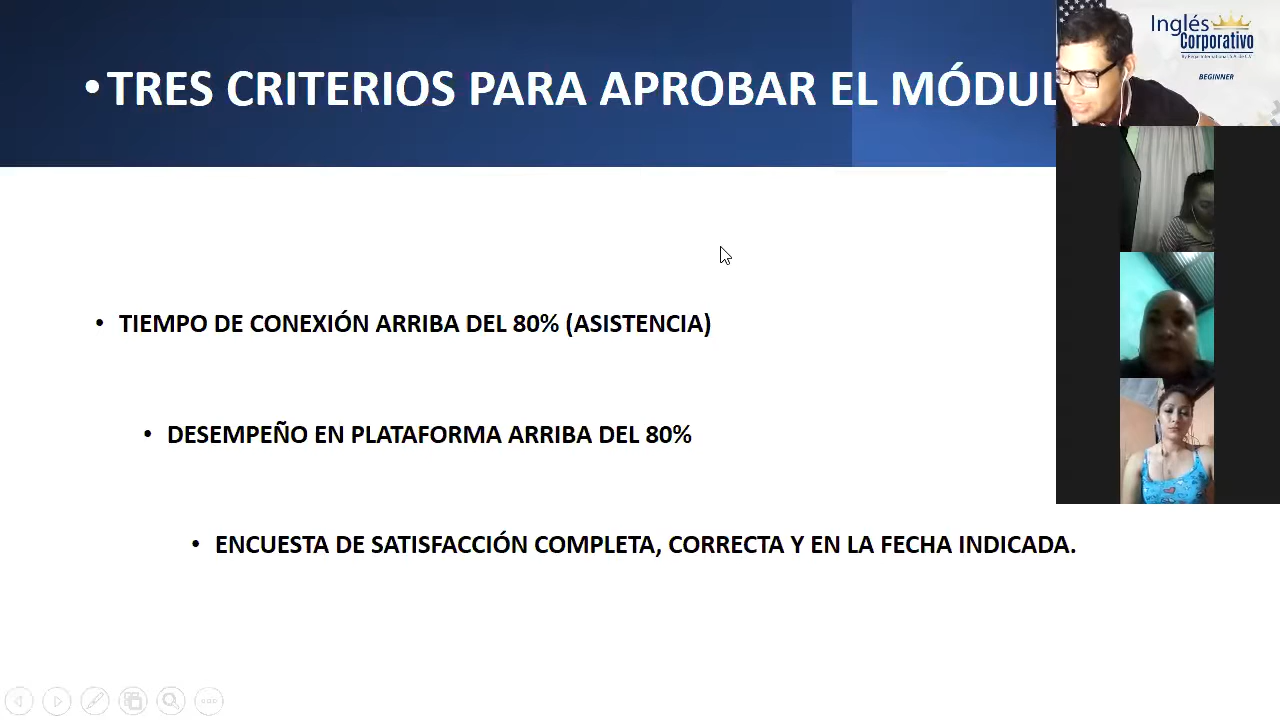 • TRES CRITERIOS PARA APROBAR EL MÓDUL
• TIEMPO DE CONEXIÓN ARRIBA DEL 80% (ASISTENCIA)
• DESEMPEÑO EN PLATAFORMA ARRIBA DEL 80%
• ENCUESTA DE SATISFACCIÓN COMPLETA, CORRECTA Y EN LA FECHA INDICADA.
Inglés
Corporativo
BEGINNER